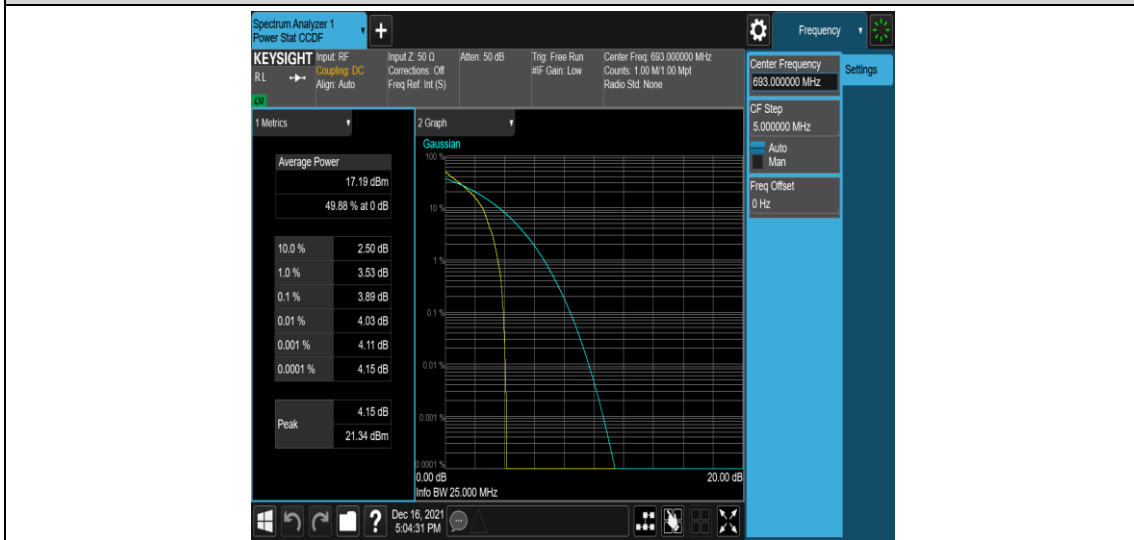 Spectrum Analyzer 1
Power Stat CCDF
+
Frequency
KEYSIGHT
RL
LXI
Input: RF
Coupling: DC
Align: Auto
Input Z: 50 Ω
Corrections: Off
Freq Ref: Int (S)
Atten: 50 dB
Trig: Free Run
#IF Gain: Low
Center Freq: 693.000000 MHz
Counts: 1.00 M/1.00 Mpt
Radio Std: None
Center Frequency
693.000000 MHz
Settings
CF Step
5.000000 MHz
Auto
Man
Freq Offset
0 Hz
1 Metrics
Average Power
17.19 dBm
49.88 % at 0 dB
10.0 % 2.50 dB
1.0 % 3.53 dB
0.1 % 3.89 dB
0.01 % 4.03 dB
0.001 % 4.11 dB
0.0001 % 4.15 dB
Peak
4.15 dB
21.34 dBm
2 Graph
Gaussian
100 %
10 %
1 %
0.1 %
0.01 %
0.001 %
0.0001 %
0.00 dB
20.00 dB
Info BW 25.000 MHz
?
Dec 16, 2021
5:04:31 PM